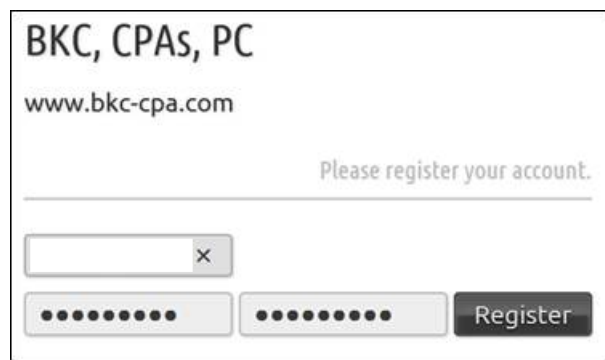 BKC, CPAs, PC
www.bkc-cpa.com
Please register your account.
×
●●●●●●●●● ●●●●●●●●● Register